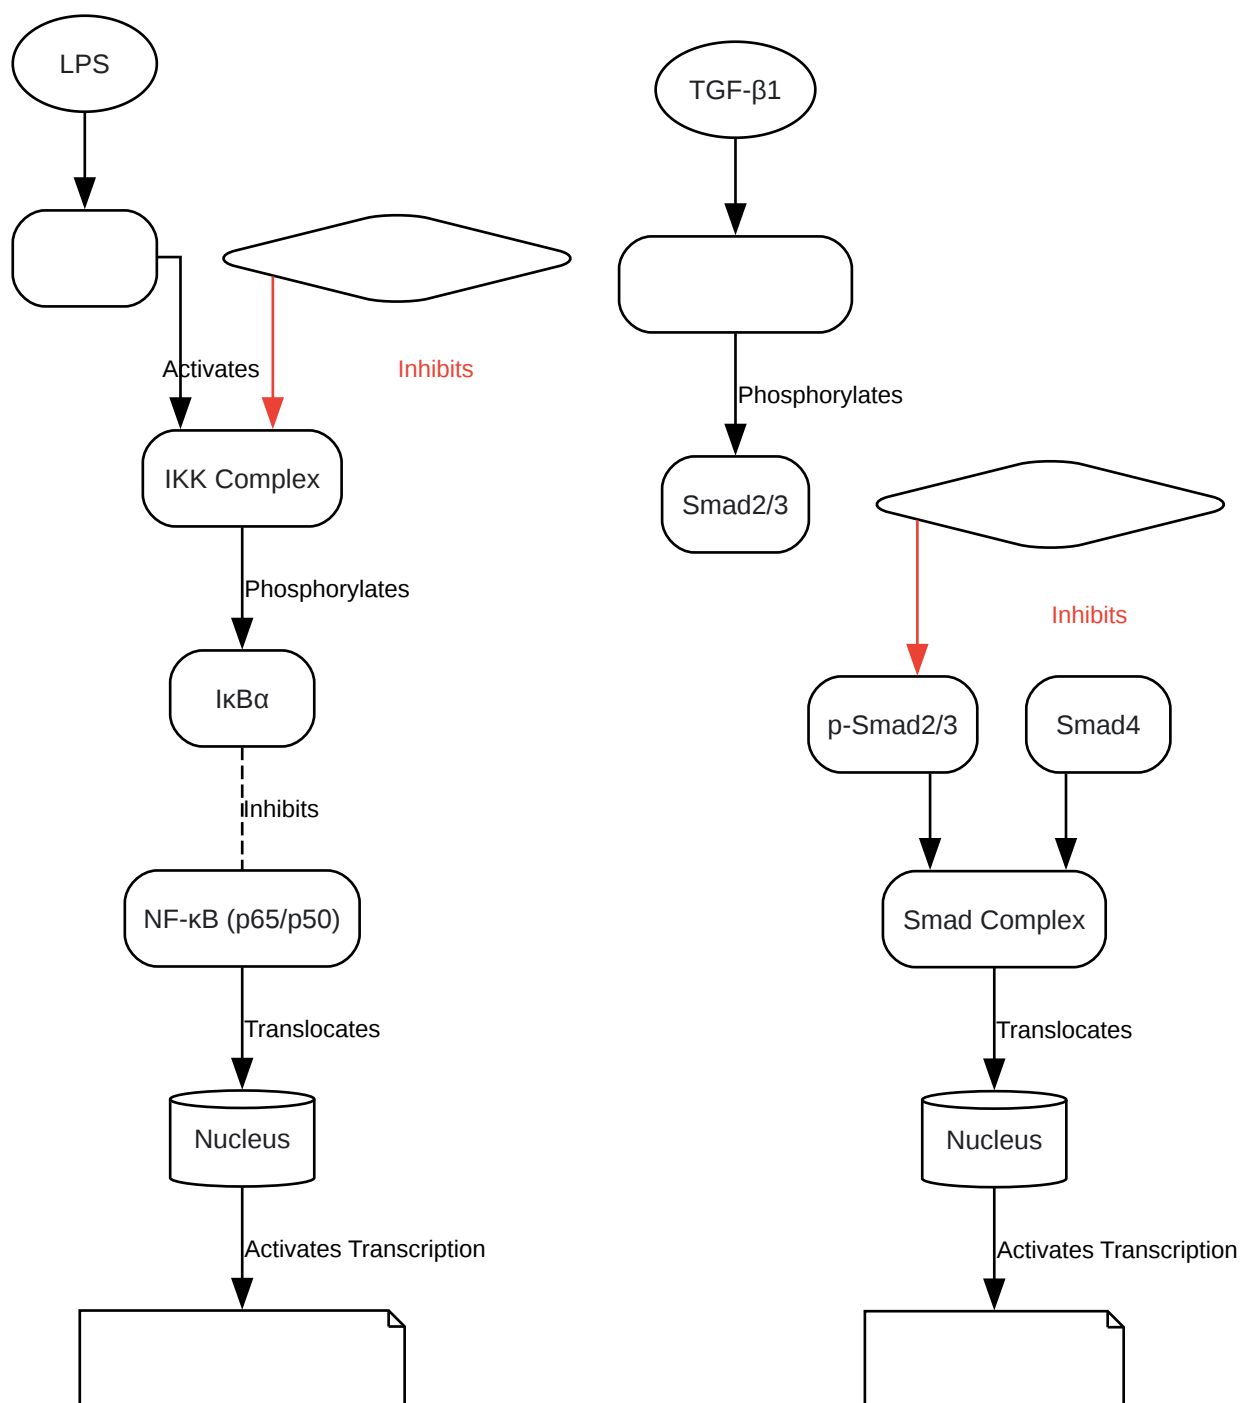 LPS
TGF-β1
Activates
Inhibits
Phosphorylates
IKK Complex
Smad2/3
Phosphorylates
Inhibits
IκBα
p-Smad2/3
Smad4
Inhibits
NF-κB (p65/p50)
Smad Complex
Translocates
Translocates
Nucleus
Nucleus
Activates Transcription
Activates Transcription